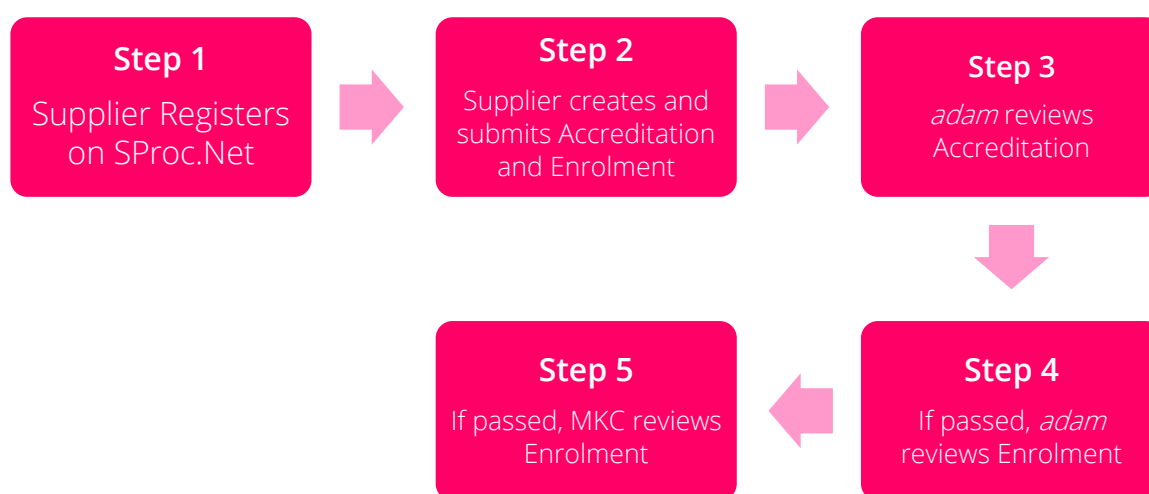 Step 1
Supplier Registers
on SProc.Net
Step 2
Supplier creates and
submits Accreditation
and Enrolment
Step 3
adam reviews
Accreditation
Step 4
If passed, adam
reviews Enrolment
Step 5
If passed, MKC reviews
Enrolment